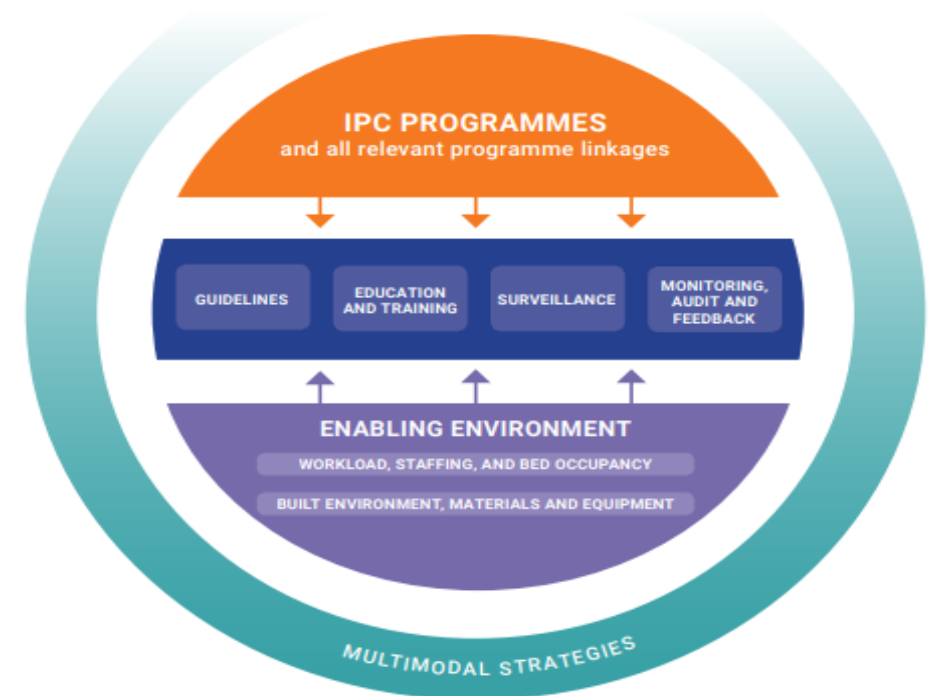 IPC PROGRAMMES
and all relevant programme linkages
GUIDELINES
EDUCATION
AND TRAINING
SURVEILLANCE
MONITORING,
AUDIT AND
FEEDBACK
ENABLING ENVIRONMENT
WORKLOAD, STAFFING, AND BED OCCUPANCY
BUILT ENVIRONMENT, MATERIALS AND EQUIPMENT
MULTIMODAL STRATEGIES